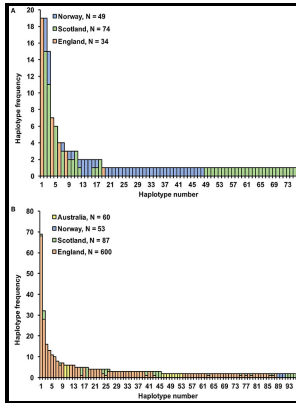 A
Norway, N = 49
Scotland, N = 74
England, N = 34
Haplotype frequency
20
18
16
14
12
10
8
6
4
2
0
1 5 9 13 17 21 25 29 33 37 41 45 49 53 57 61 65 69 73
Haplotype number
B
Australia, N = 60
Norway, N = 53
Scotland, N = 87
England, N = 600
Haplotype frequency
80
70
60
50
40
30
20
10
0
1 5 9 13 17 21 25 29 33 37 41 45 49 53 57 61 65 69 73 77 81 85 89 93
Haplotype number